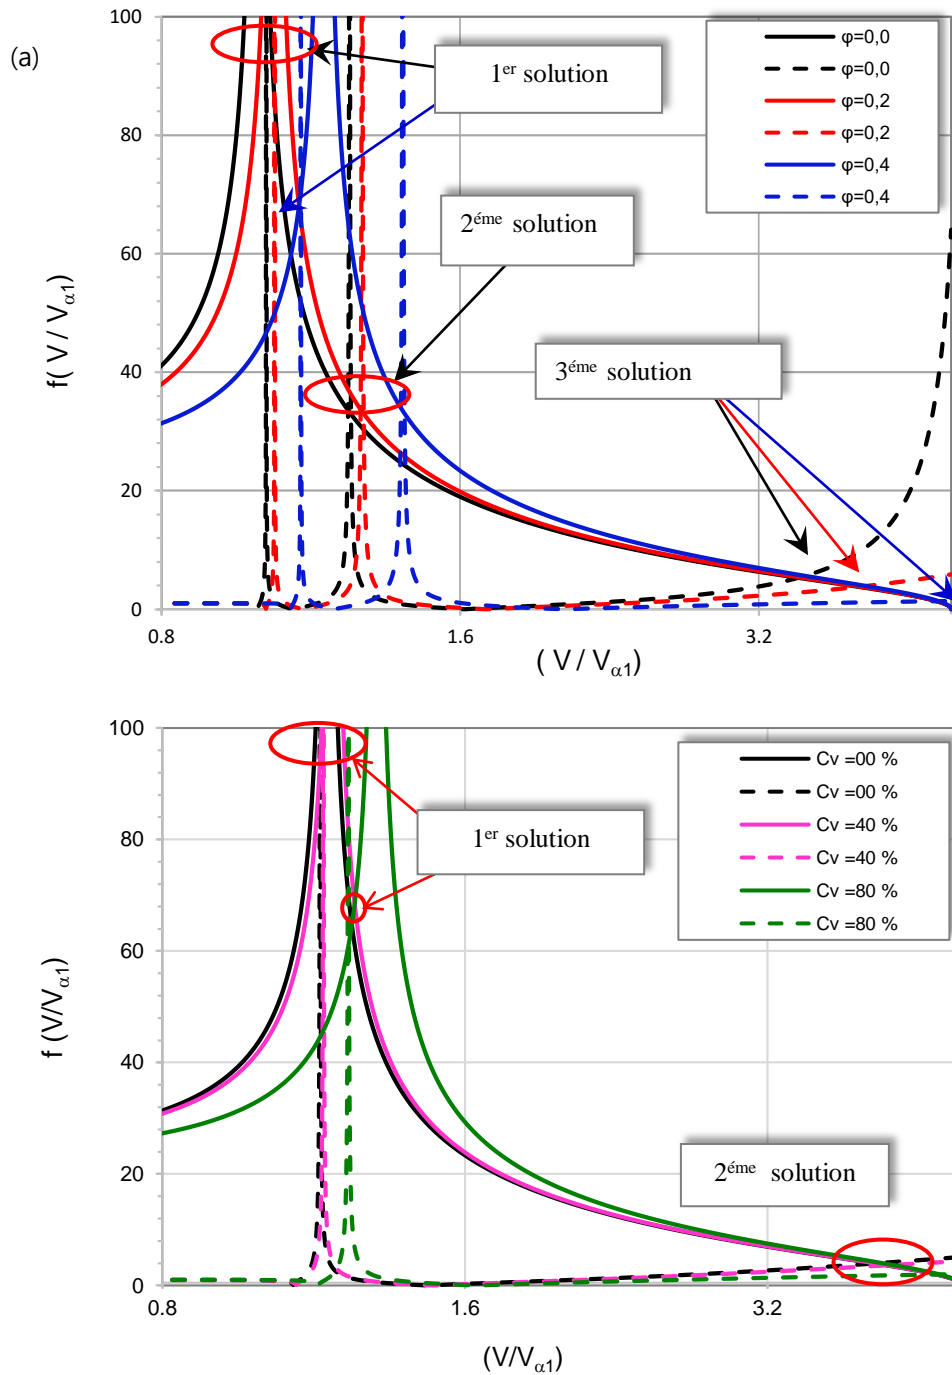 (a)
100
80
60
40
20
0
0.8
1.6
3.2
f( V / Vα1)
( V / Vα1)
1er solution
2éme solution
3éme solution
φ=0,0
φ=0,0
φ=0,2
φ=0,2
φ=0,4
φ=0,4
100
80
60
40
20
0
0.8
1.6
3.2
f (V/Vα1)
(V/Vα1)
1er solution
2éme solution
Cv =00 %
Cv =00 %
Cv =40 %
Cv =40 %
Cv =80 %
Cv =80 %